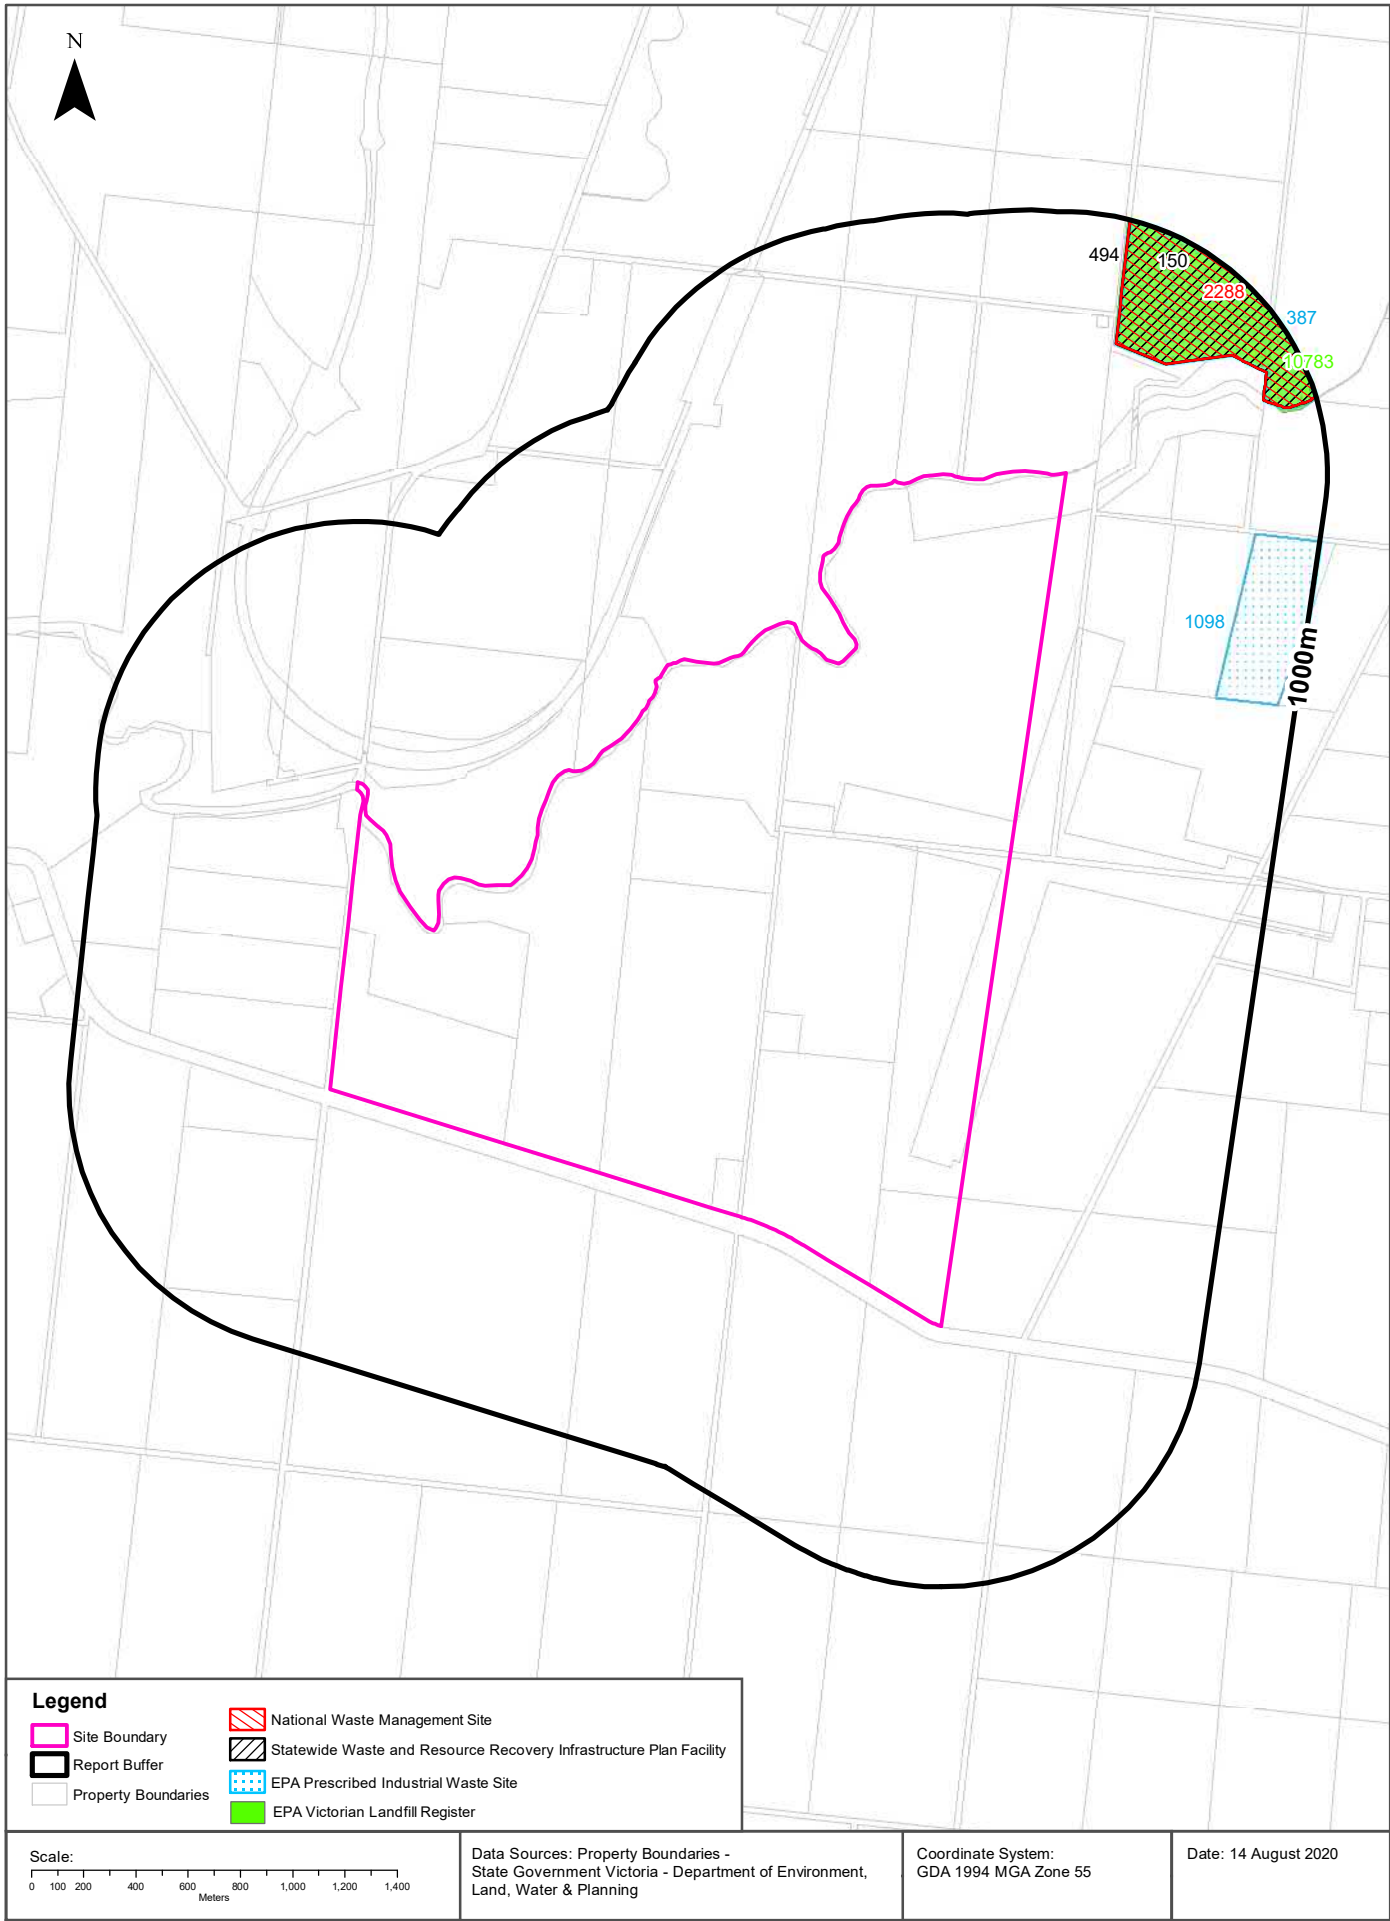 N
494
150
2288
387
10783
1098
1000m
Legend
Site Boundary
Report Buffer
Property Boundaries
National Waste Management Site
Statewide Waste and Resource Recovery Infrastructure Plan Facility
EPA Prescribed Industrial Waste Site
EPA Victorian Landfill Register
Scale:
0 100 200 400 600 800 1,000 1,200 1,400
Meters
Data Sources: Property Boundaries -
State Government Victoria - Department of Environment,
Land, Water & Planning
Coordinate System:
GDA 1994 MGA Zone 55
Date: 14 August 2020